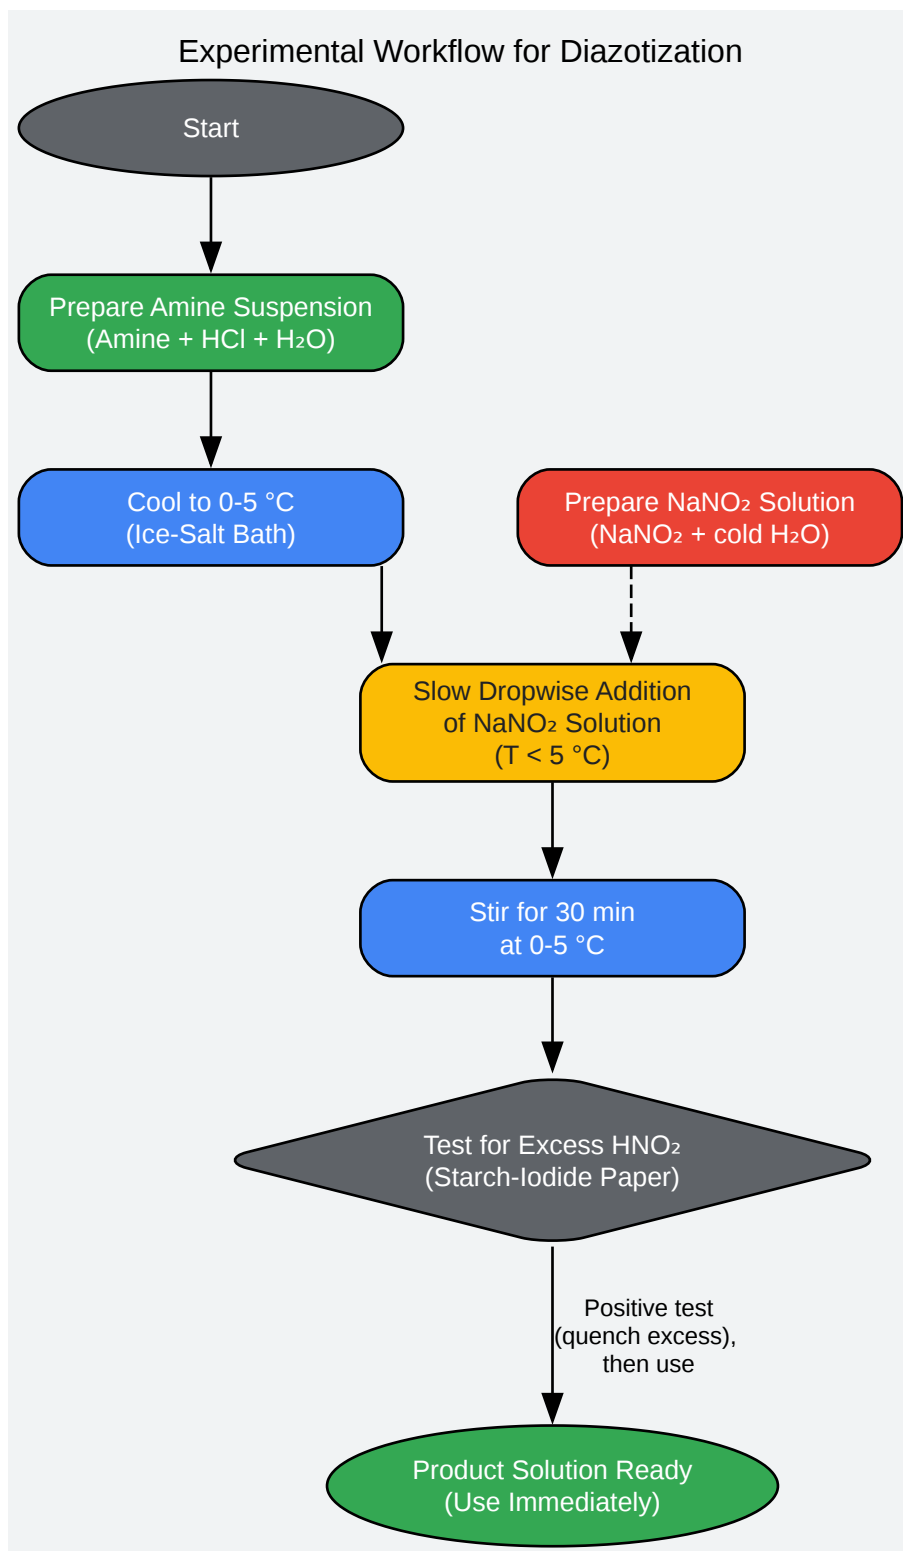 Experimental Workflow for Diazotization
Start
Prepare Amine Suspension
(Amine + HCl + H₂O)
Cool to 0-5 °C
(Ice-Salt Bath)
Prepare NaNO₂ Solution
(NaNO₂ + cold H₂O)
Slow Dropwise Addition
of NaNO₂ Solution
(T < 5 °C)
Stir for 30 min
at 0-5 °C
Test for Excess HNO₂
(Starch-Iodide Paper)
Positive test
(quench excess),
then use
Product Solution Ready
(Use Immediately)